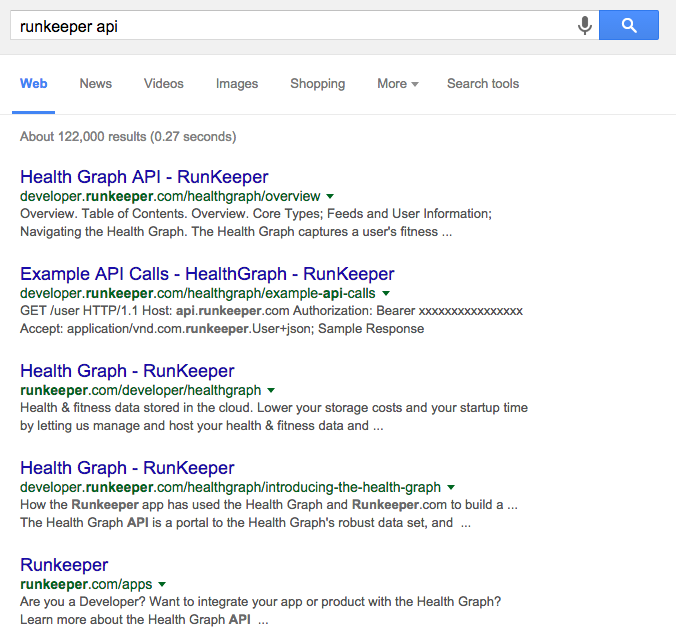 runkeeper api
Web News Videos Images Shopping More Search tools
About 122,000 results (0.27 seconds)
Health Graph API - RunKeeper
developer.runkeeper.com/healthgraph/overview
Overview. Table of Contents. Overview. Core Types; Feeds and User Information;
Navigating the Health Graph. The Health Graph captures a user's fitness ...
Example API Calls - HealthGraph - RunKeeper
developer.runkeeper.com/healthgraph/example-api-calls
GET /user HTTP/1.1 Host: api.runkeeper.com Authorization: Bearer xxxxxxxxxxxxxxxx
Accept: application/vnd.com.runkeeper.User+json; Sample Response
Health Graph - RunKeeper
runkeeper.com/developer/healthgraph
Health & fitness data stored in the cloud. Lower your storage costs and your startup time
by letting us manage and host your health & fitness data and ...
Health Graph - RunKeeper
developer.runkeeper.com/healthgraph/introducing-the-health-graph
How the Runkeeper app has used the Health Graph and Runkeeper.com to build a ...
The Health Graph API is a portal to the Health Graph's robust data set, and ...
Runkeeper
runkeeper.com/apps
Are you a Developer? Want to integrate your app or product with the Health Graph?
Learn more about the Health Graph API ...